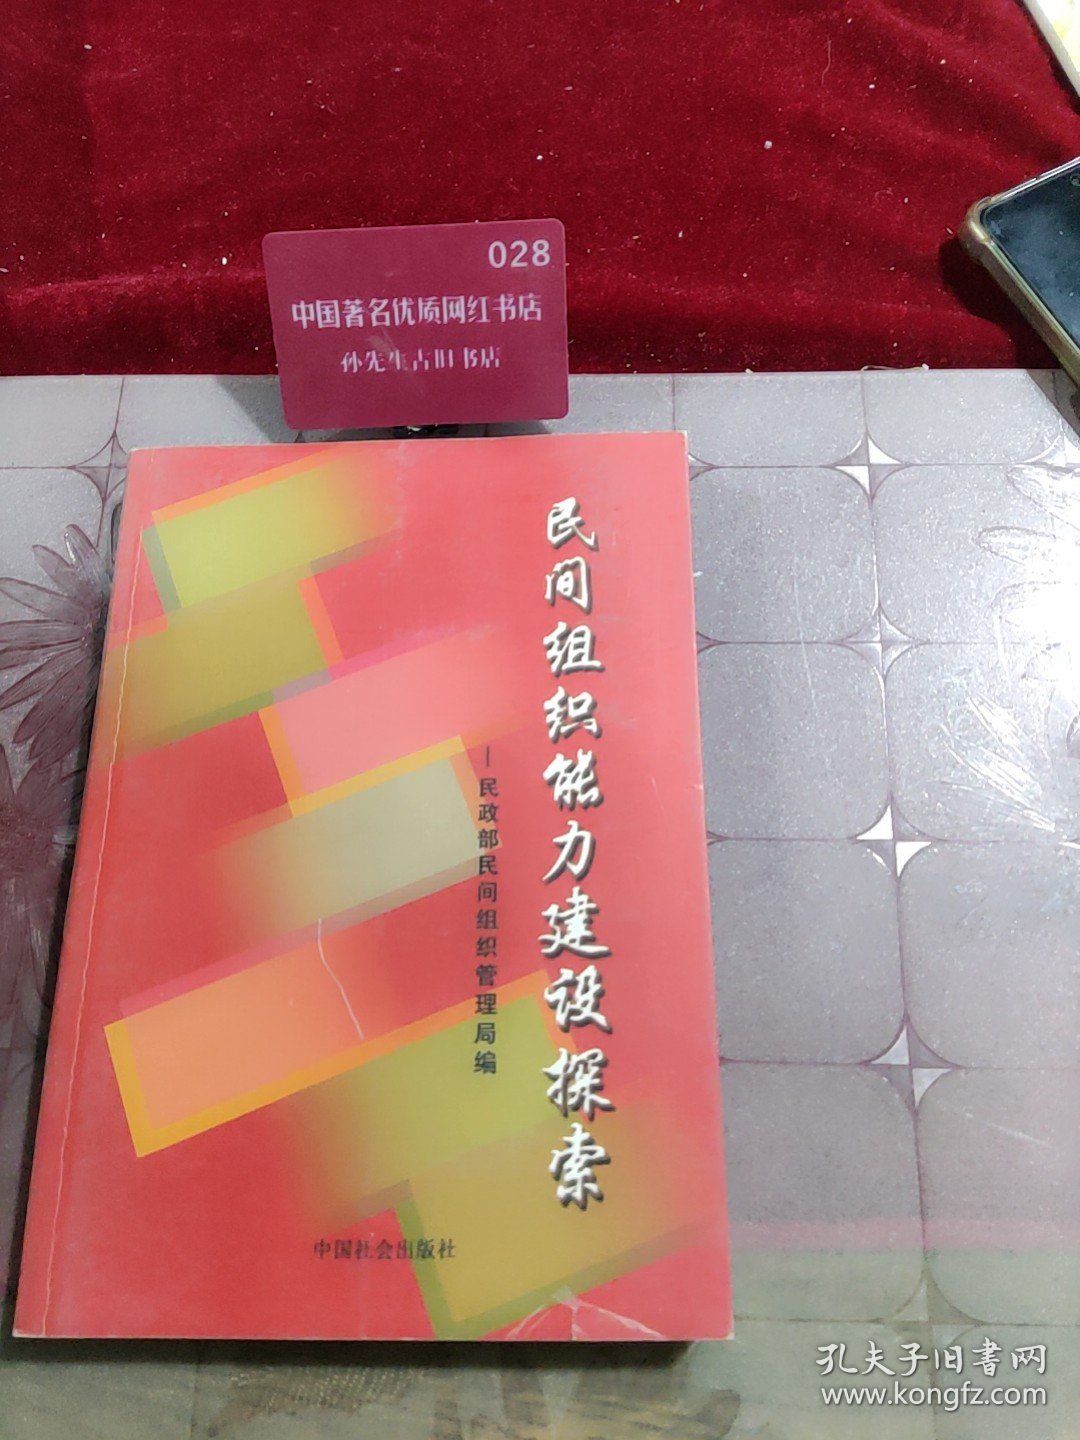 028
中国著名优质网红书店
孙先生古旧书店
民间组织能力建设探索
—民政部民间组织管理局编
中国社会出版社
孔夫子旧書网
www.kongfz.com